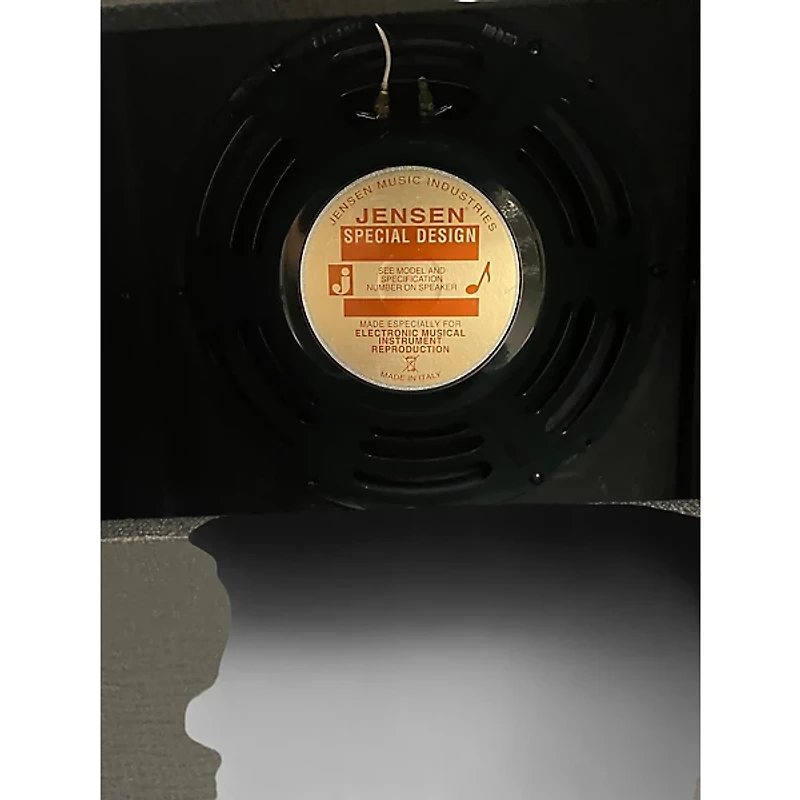 JENSEN MUSIC INDUSTRIES
JENSEN®
SPECIAL DESIGN
j
SEE MODEL AND
SPECIFICATION
NUMBER ON SPEAKER
MADE ESPECIALLY FOR
ELECTRONIC MUSICAL
INSTRUMENT
REPRODUCTION
MADE IN ITALY